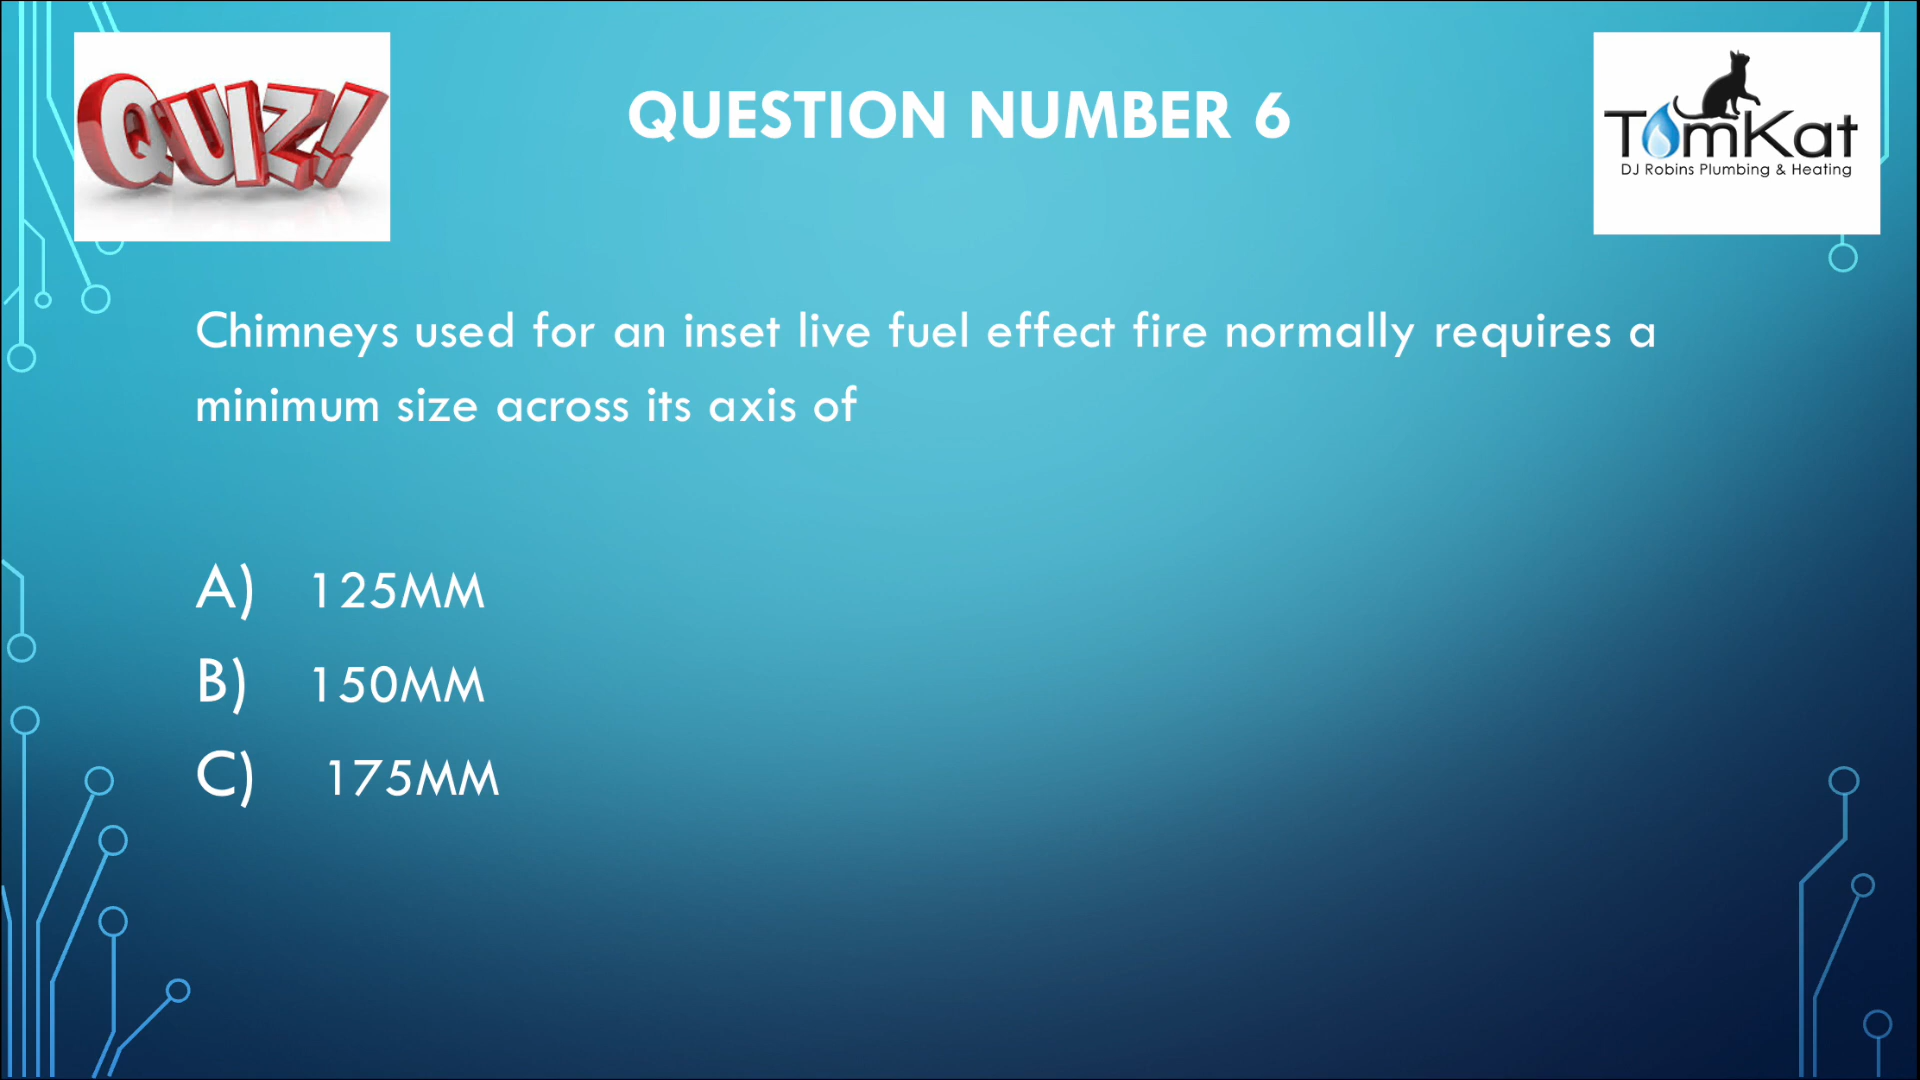 QUIZ!
QUESTION NUMBER 6
TomKat
DJ Robins Plumbing & Heating
Chimneys used for an inset live fuel effect fire normally requires a
minimum size across its axis of
A) 125MM
B) 150MM
C) 175MM